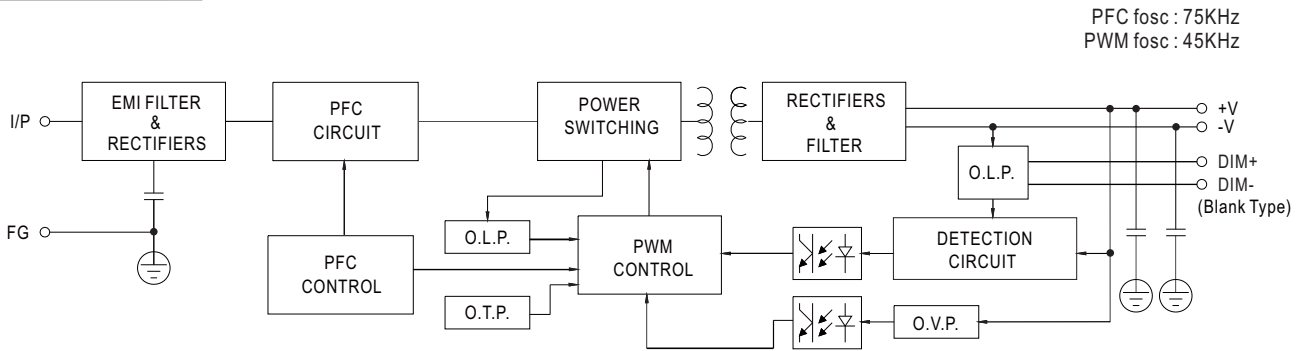 PFC fosc : 75KHz
PWM fosc : 45KHz
I/P
EMI FILTER
&
RECTIFIERS
PFC
CIRCUIT
POWER
SWITCHING
RECTIFIERS
&
FILTER
+V
-V
DIM+
DIM-
(Blank Type)
O.L.P.
FG
O.L.P.
PFC
CONTROL
PWM
CONTROL
DETECTION
CIRCUIT
O.T.P.
O.V.P.